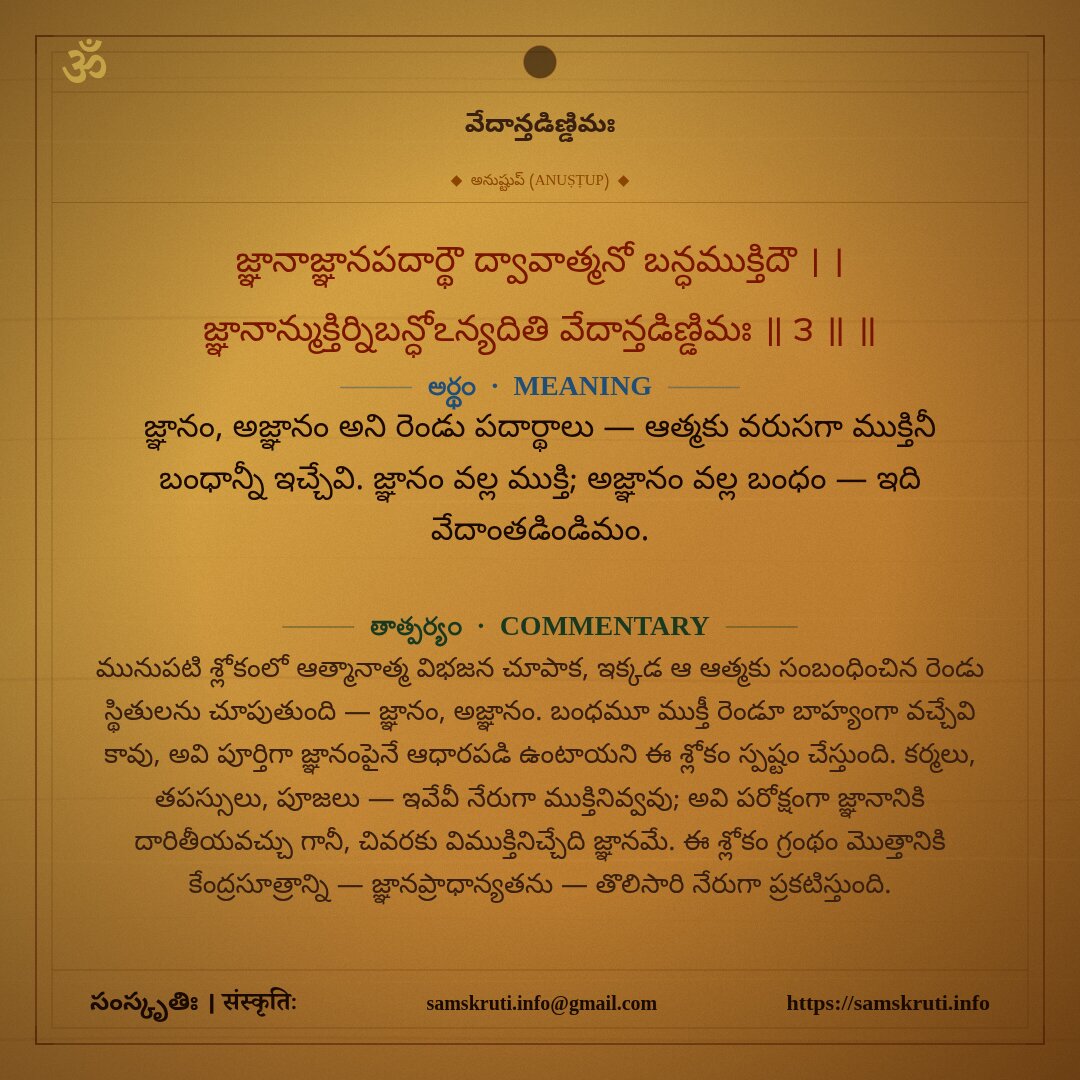 ॐ
వేదాన్తడిణ్డిమః
◆ అనుష్టుప్ (ANUṢṬUP) ◆
జ్ఞానాజ్ఞానపదార్థౌ ద్వావాత్మనో బన్ధముక్తిదౌ ||
జ్ఞానాన్ముక్తిర్నిబన్ధోఽన్యదితి వేదాన్తడిణ్డిమః ॥ ౩ ॥ ॥
అర్థం · MEANING
జ్ఞానం, అజ్ఞానం అని రెండు పదార్థాలు — ఆత్మకు వరుసగా ముక్తినీ
బంధాన్నీ ఇచ్చేవి. జ్ఞానం వల్ల ముక్తి; అజ్ఞానం వల్ల బంధం — ఇది
వేదాంతడిండిమం.
తాత్పర్యం · COMMENTARY
మునుపటి శ్లోకంలో ఆత్మానాత్మ విభజన చూపాక, ఇక్కడ ఆ ఆత్మకు సంబంధించిన రెండు
స్థితులను చూపుతుంది — జ్ఞానం, అజ్ఞానం. బంధమూ ముక్తీ రెండూ బాహ్యంగా వచ్చేవి
కావు, అవి పూర్తిగా జ్ఞానంపైనే ఆధారపడి ఉంటాయని ఈ శ్లోకం స్పష్టం చేస్తుంది. కర్మలు,
తపస్సులు, పూజలు — ఇవేవీ నేరుగా ముక్తినివ్వవు; అవి పరోక్షంగా జ్ఞానానికి
దారితీయవచ్చు గానీ, చివరకు విముక్తినిచ్చేది జ్ఞానమే. ఈ శ్లోకం గ్రంథం మొత్తానికి
కేంద్రసూత్రాన్ని — జ్ఞానప్రాధాన్యతను — తొలిసారి నేరుగా ప్రకటిస్తుంది.
సంస్కృతిః | संस्कृतिः samskruti.info@gmail.com https://samskruti.info